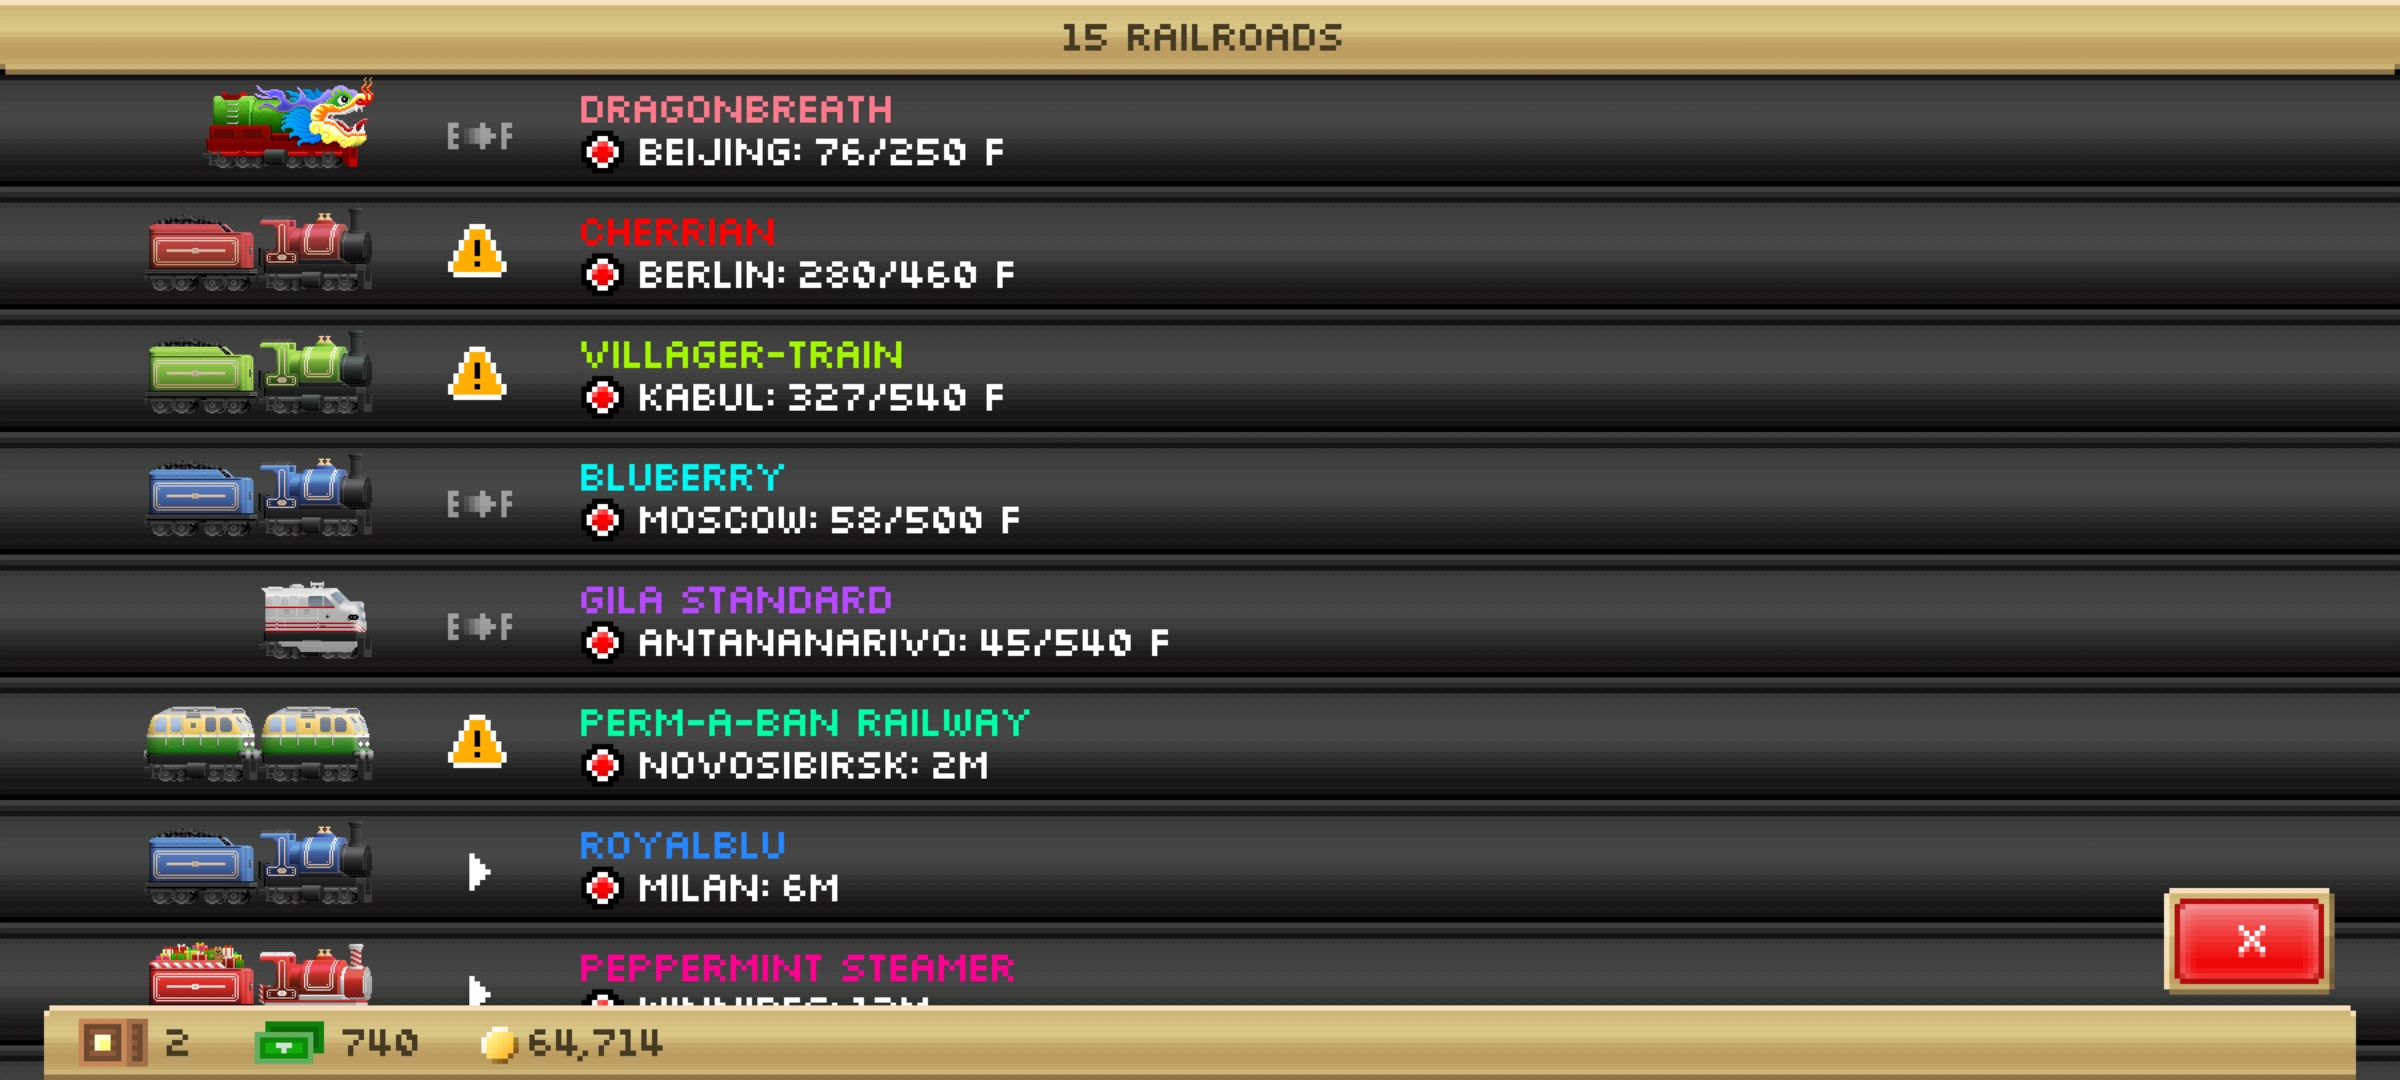 15 RAILROADS
DRAGONBREATH
E F
BEIJING: 76/250 F
CHERRIAN
!
BERLIN: 280/460 F
VILLAGER-TRAIN
!
KABUL: 327/540 F
BLUBERRY
E F
MOSCOW: 58/500 F
GILA STANDARD
E F
ANTANANARIVO: 45/540 F
PERM-A-BAN RAILWAY
!
NOVOSIBIRSK: 2M
ROYALBLU
MILAN: 6M
PEPPERMINT STEAMER
X
2 740 64,714